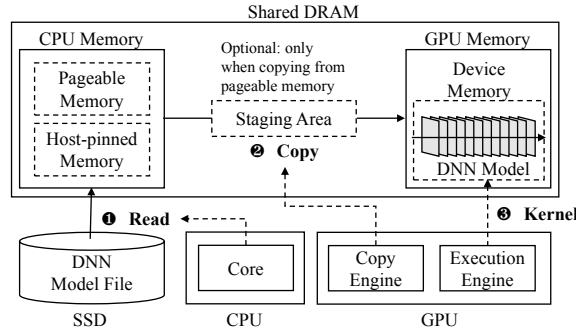 Shared DRAM
CPU Memory
Pageable
Memory
Host-pinned
Memory
Optional: only
when copying from
pageable memory
Staging Area
❷ Copy
GPU Memory
Device
Memory
DNN Model
❶ Read
❸ Kernel
DNN
Model File
SSD
Core
CPU
Copy
Engine
Execution
Engine
GPU